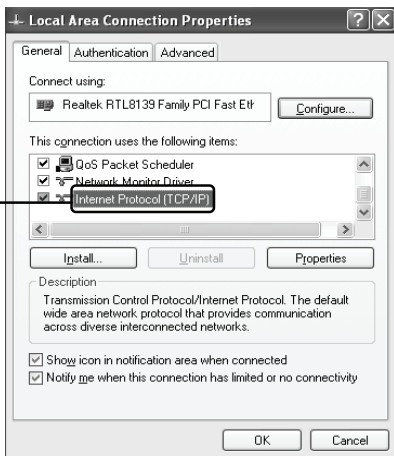 Local Area Connection Properties
General Authentication Advanced
Connect using:
Realtek RTL8139 Family PCI Fast Eth
Configure...
This connection uses the following items:
QoS Packet Scheduler
Network Monitor Driver
Internet Protocol (TCP/IP)
Install... Uninstall Properties
Description
Transmission Control Protocol/Internet Protocol. The default
wide area network protocol that provides communication
across diverse interconnected networks.
Show icon in notification area when connected
Notify me when this connection has limited or no connectivity
OK Cancel